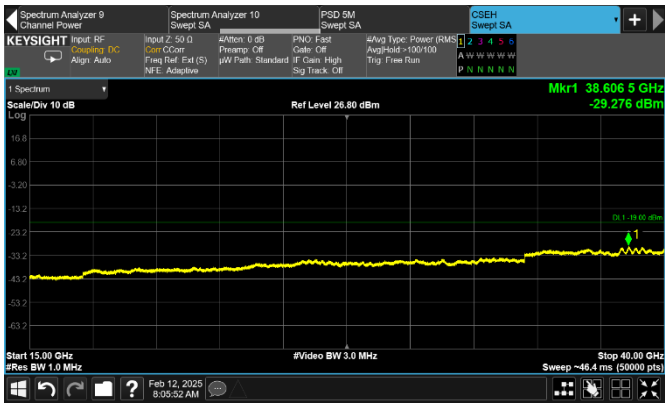 Spectrum Analyzer 9
Channel Power
Spectrum Analyzer 10
Swept SA
PSD 5M
Swept SA
CSEH
Swept SA
+
KEYSIGHT
Input: RF
Coupling: DC
Align: Auto
Input Z: 50 Ω
Corr CCorr
Freq Ref: Ext (S)
NFE: Adaptive
#Atten: 0 dB
Preamp: Off
µW Path: Standard
PNO: Fast
Gate: Off
IF Gain: High
Sig Track: Off
#Avg Type: Power (RMS)
Avg|Hold:>100/100
Trig: Free Run
1 2 3 4 5 6
A W W W W W W
P N N N N N N
LXI
1 Spectrum
Mkr1 38.606 5 GHz
Scale/Div 10 dB
Ref Level 26.80 dBm
-29.276 dBm
Log
16.8
6.80
-3.20
-13.2
DL1 -19.00 dBm
-23.2
1
-33.2
-43.2
-53.2
-63.2
Start 15.00 GHz
#Video BW 3.0 MHz
Stop 40.00 GHz
#Res BW 1.0 MHz
Sweep ~46.4 ms (50000 pts)
?
Feb 12, 2025
8:05:52 AM